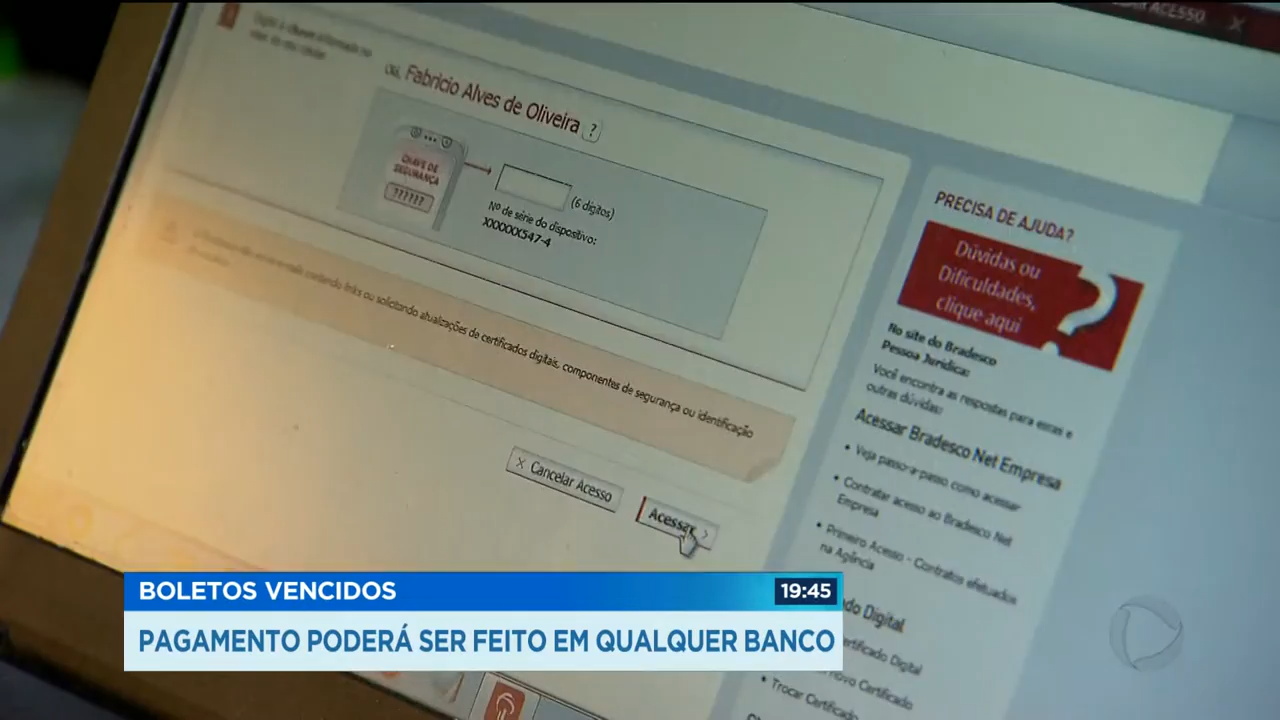 AR ACESSO X
Olá, Fabricio Alves de Oliveira ?
CHAVE DE
SEGURANÇA
??????
(6 dígitos)
Nº de série do dispositivo:
XXXXXX547-4
links ou solicitando atualizações de certificados digitais, componentes de segurança ou identificação
X Cancelar Acesso
Acessar >
PRECISA DE AJUDA?
Dúvidas ou
Dificuldades,
clique aqui
?
No site do Bradesco
Pessoa Jurídica:
Você encontra as respostas para essas e
outras dúvidas:
Acessar Bradesco Net Empresa
• Veja passo-a-passo como acessar
• Contratar acesso ao Bradesco Net
Empresa
• Primeiro Acesso - Contratos efetuados
na Agência
do Digital
ertificado Digital
novo Certificado
• Trocar Certificado
BOLETOS VENCIDOS
19:45
PAGAMENTO PODERÁ SER FEITO EM QUALQUER BANCO